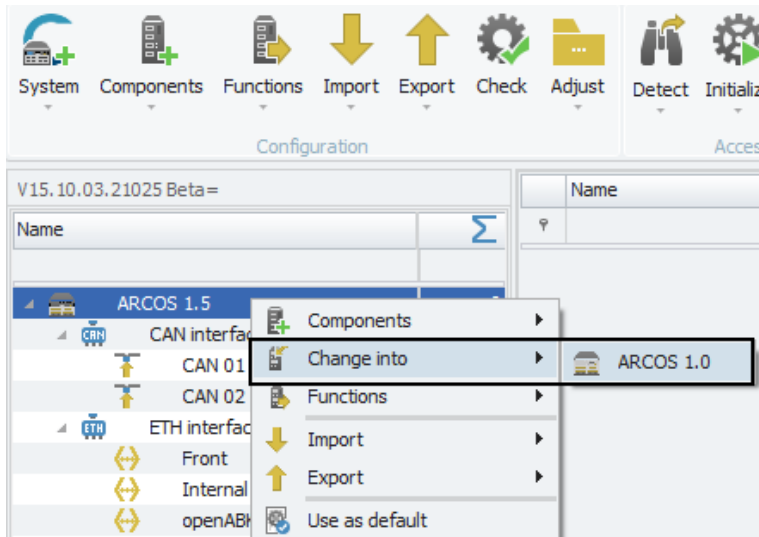 System Components Functions Import Export Check Adjust Detect Initializ
Configuration Acces
V15.10.03.21025 Beta=
Name Σ
Name
ARCOS 1.5
CAN interfac
CAN 01
CAN 02
ETH interfac
Front
Internal
openABK
Components
Change into
ARCOS 1.0
Functions
Import
Export
Use as default